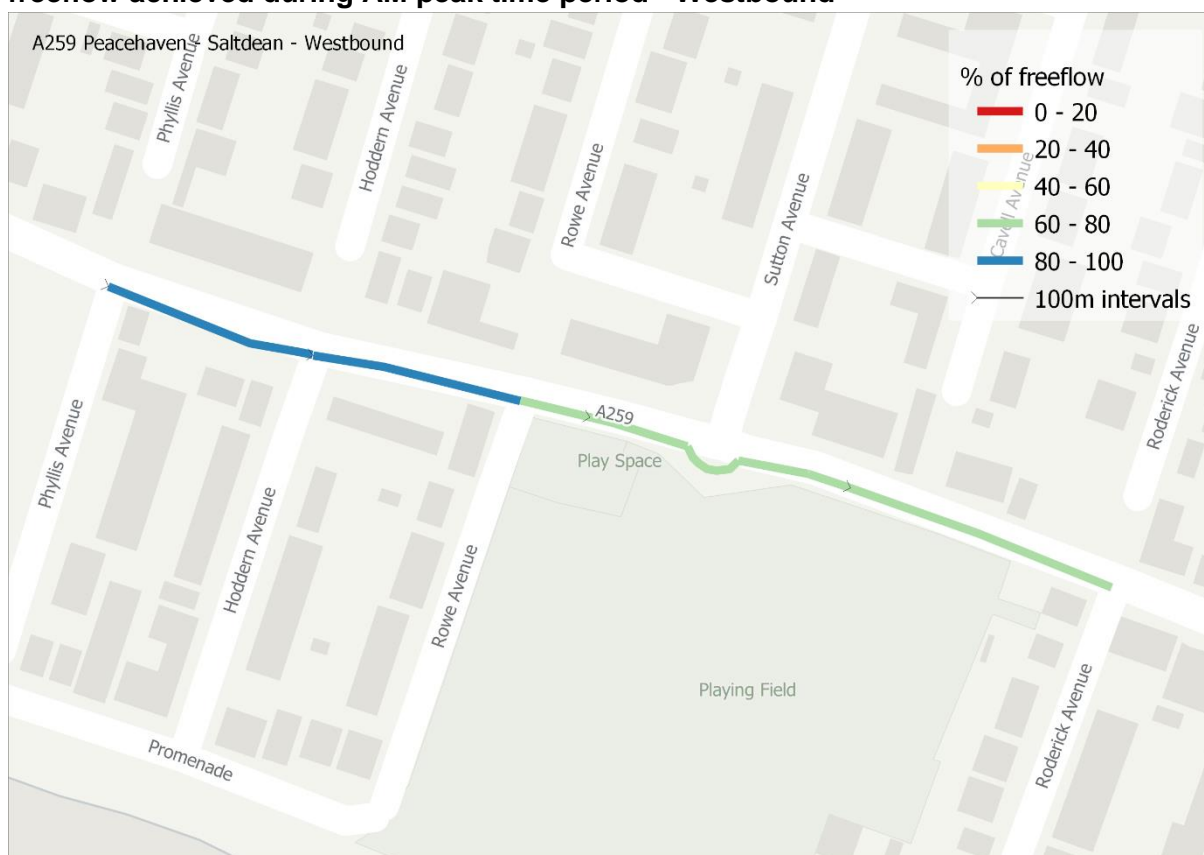 freeflow achieved during AM peak time period - Westbound
A259 Peacehaven - Saltdean - Westbound
% of freeflow
0 - 20
20 - 40
40 - 60
60 - 80
80 - 100
100m intervals
Phyllis Avenue
Hoddern Avenue
Rowe Avenue
Sutton Avenue
Cavell Avenue
Roderick Avenue
A259
Play Space
Phyllis Avenue
Hoddern Avenue
Rowe Avenue
Playing Field
Roderick Avenue
Promenade